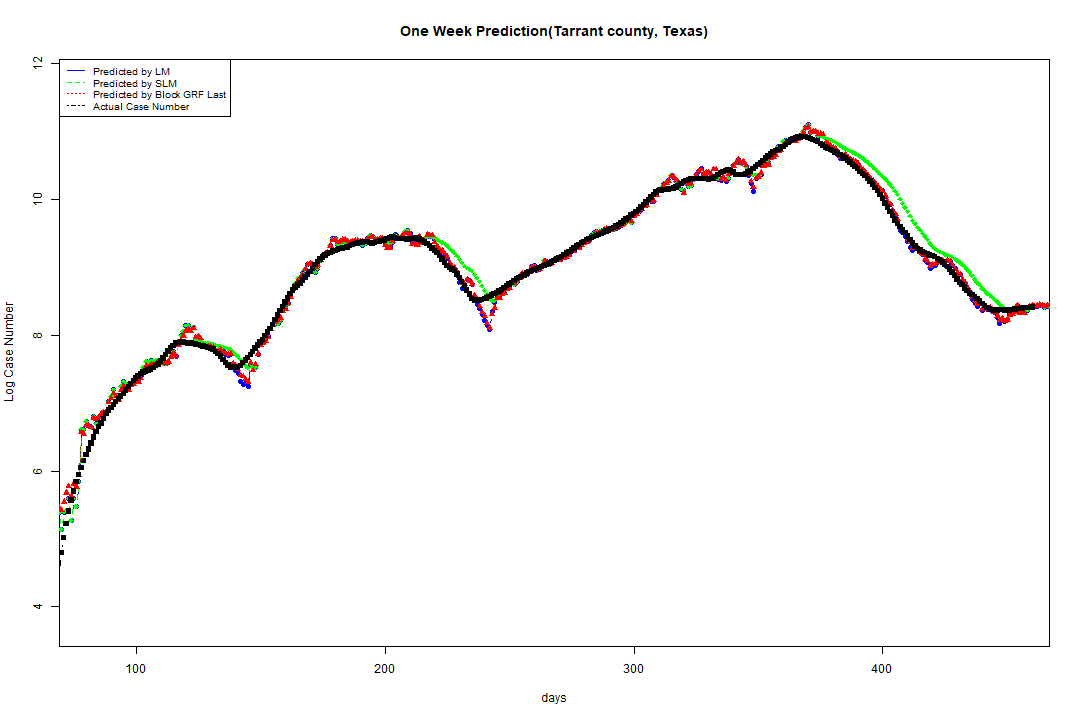 One Week Prediction(Tarrant county, Texas)
Predicted by LM
Predicted by SLM
Predicted by Block GRF Last
Actual Case Number
12
10
8
6
4
Log Case Number
100
200
300
400
days